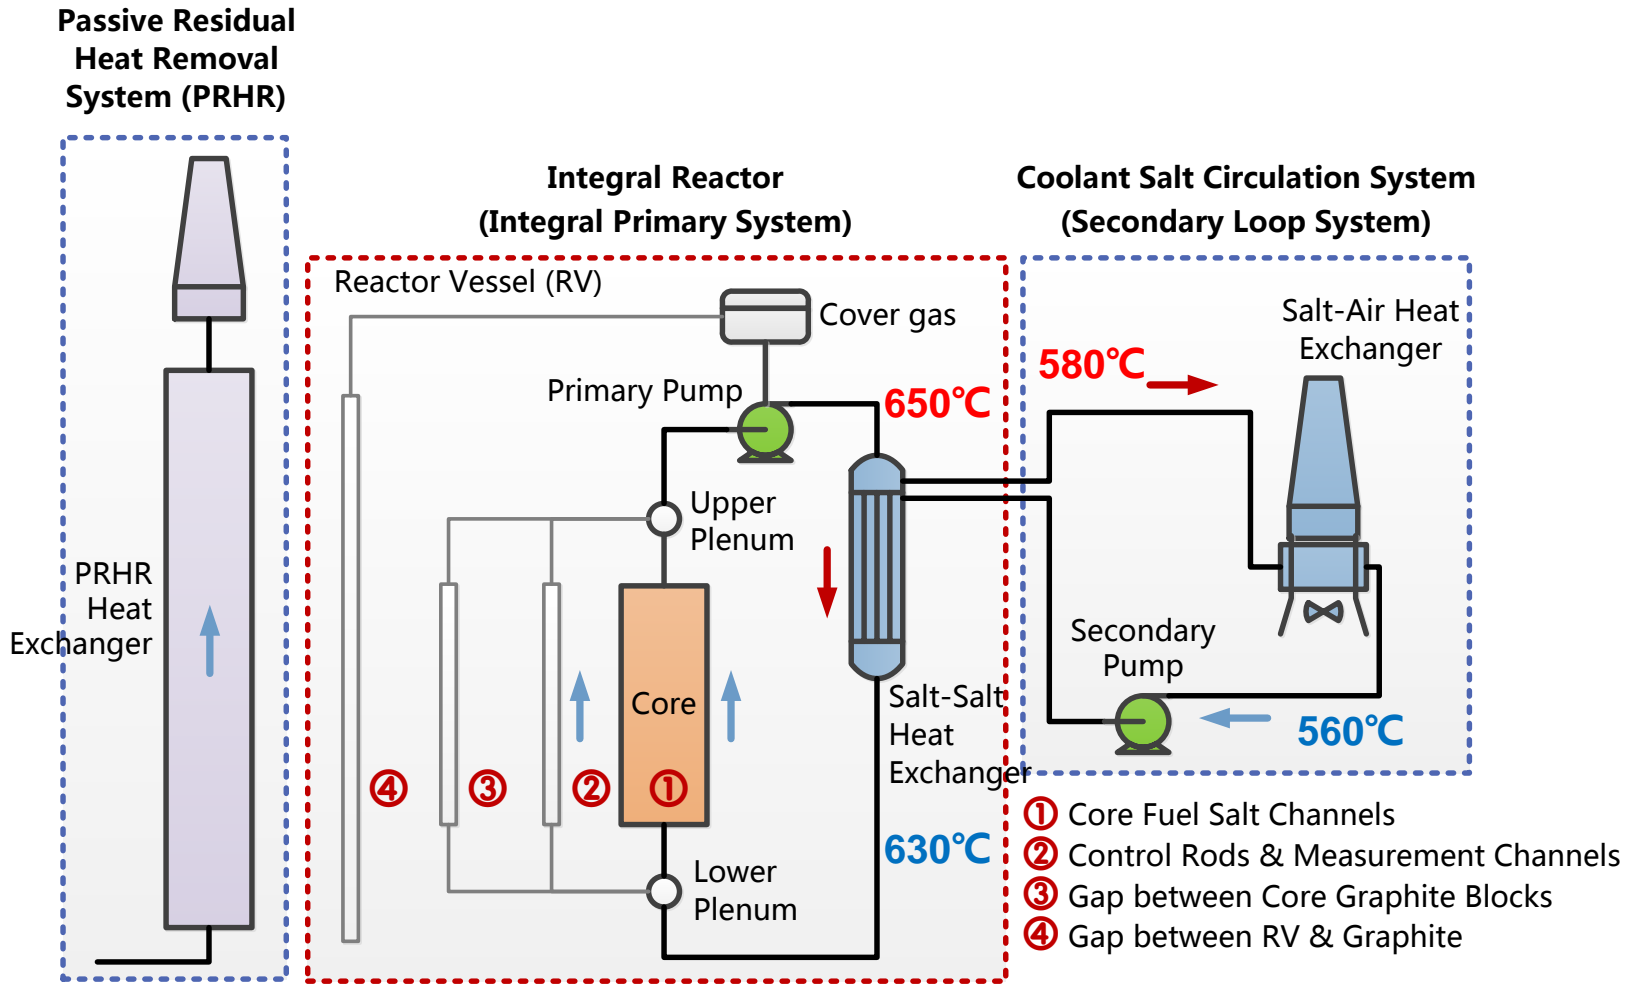 Passive Residual
Heat Removal
System (PRHR)
Integral Reactor
(Integral Primary System)
Coolant Salt Circulation System
(Secondary Loop System)
Reactor Vessel (RV)
Cover gas
Salt-Air Heat
Exchanger
580℃
Primary Pump
650℃
Upper
Plenum
PRHR
Heat
Exchanger
Secondary
Pump
Core
Salt-Salt
Heat
Exchanger
560℃
④
③
②
①
630℃
Lower
Plenum
① Core Fuel Salt Channels
② Control Rods & Measurement Channels
③ Gap between Core Graphite Blocks
④ Gap between RV & Graphite